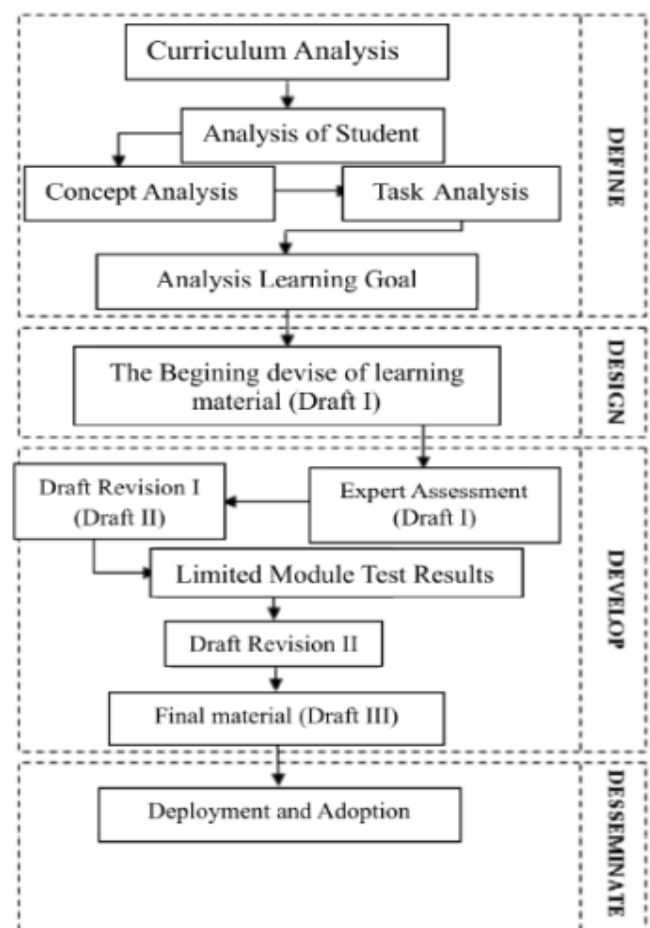 Curriculum Analysis
Analysis of Student
Concept Analysis
Task Analysis
Analysis Learning Goal
DEFINE
The Begining devise of learning
material (Draft I)
DESIGN
Draft Revision I
(Draft II)
Expert Assessment
(Draft I)
Limited Module Test Results
Draft Revision II
Final material (Draft III)
DEVELOP
Deployment and Adoption
DESSEMINATE